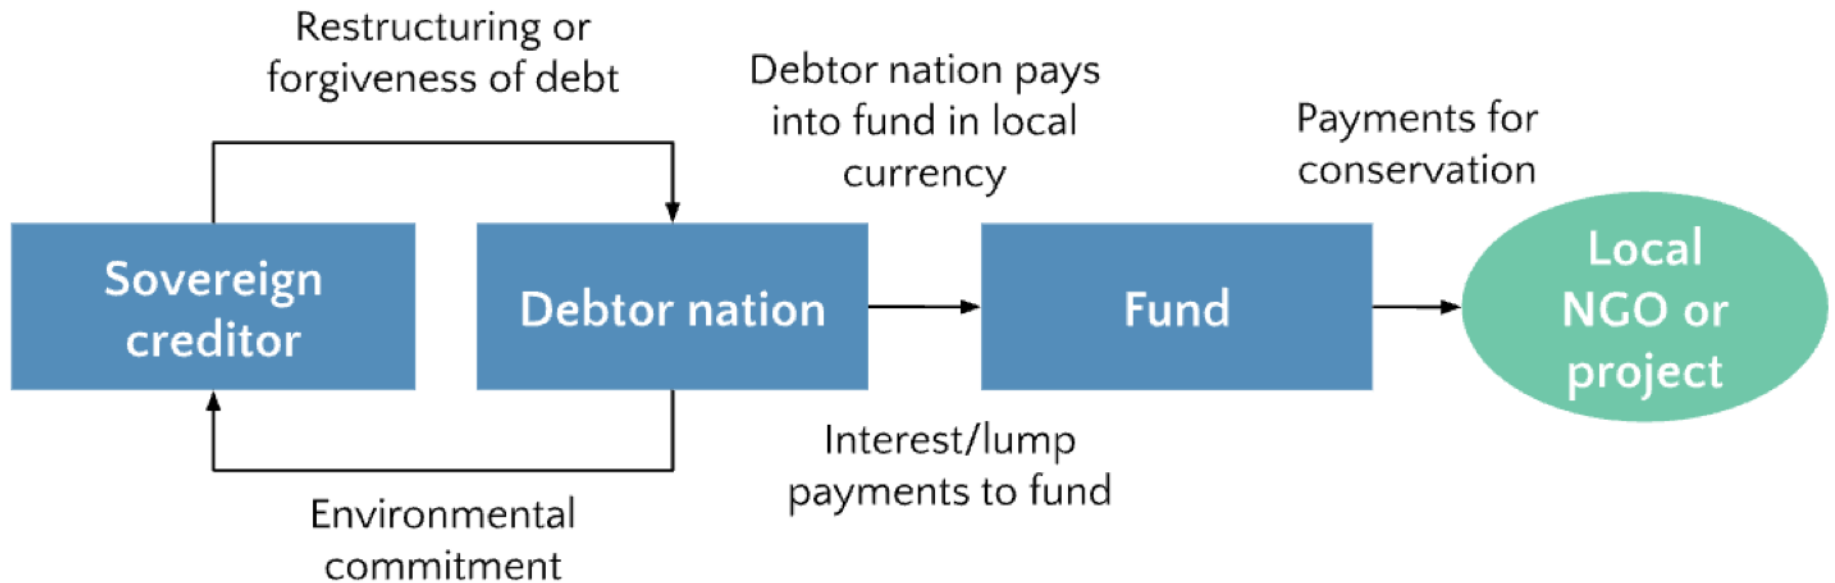 Restructuring or
forgiveness of debt
Debtor nation pays
into fund in local
currency
Payments for
conservation
Sovereign
creditor
Debtor nation
Fund
Local
NGO or
project
Interest/lump
payments to fund
Environmental
commitment